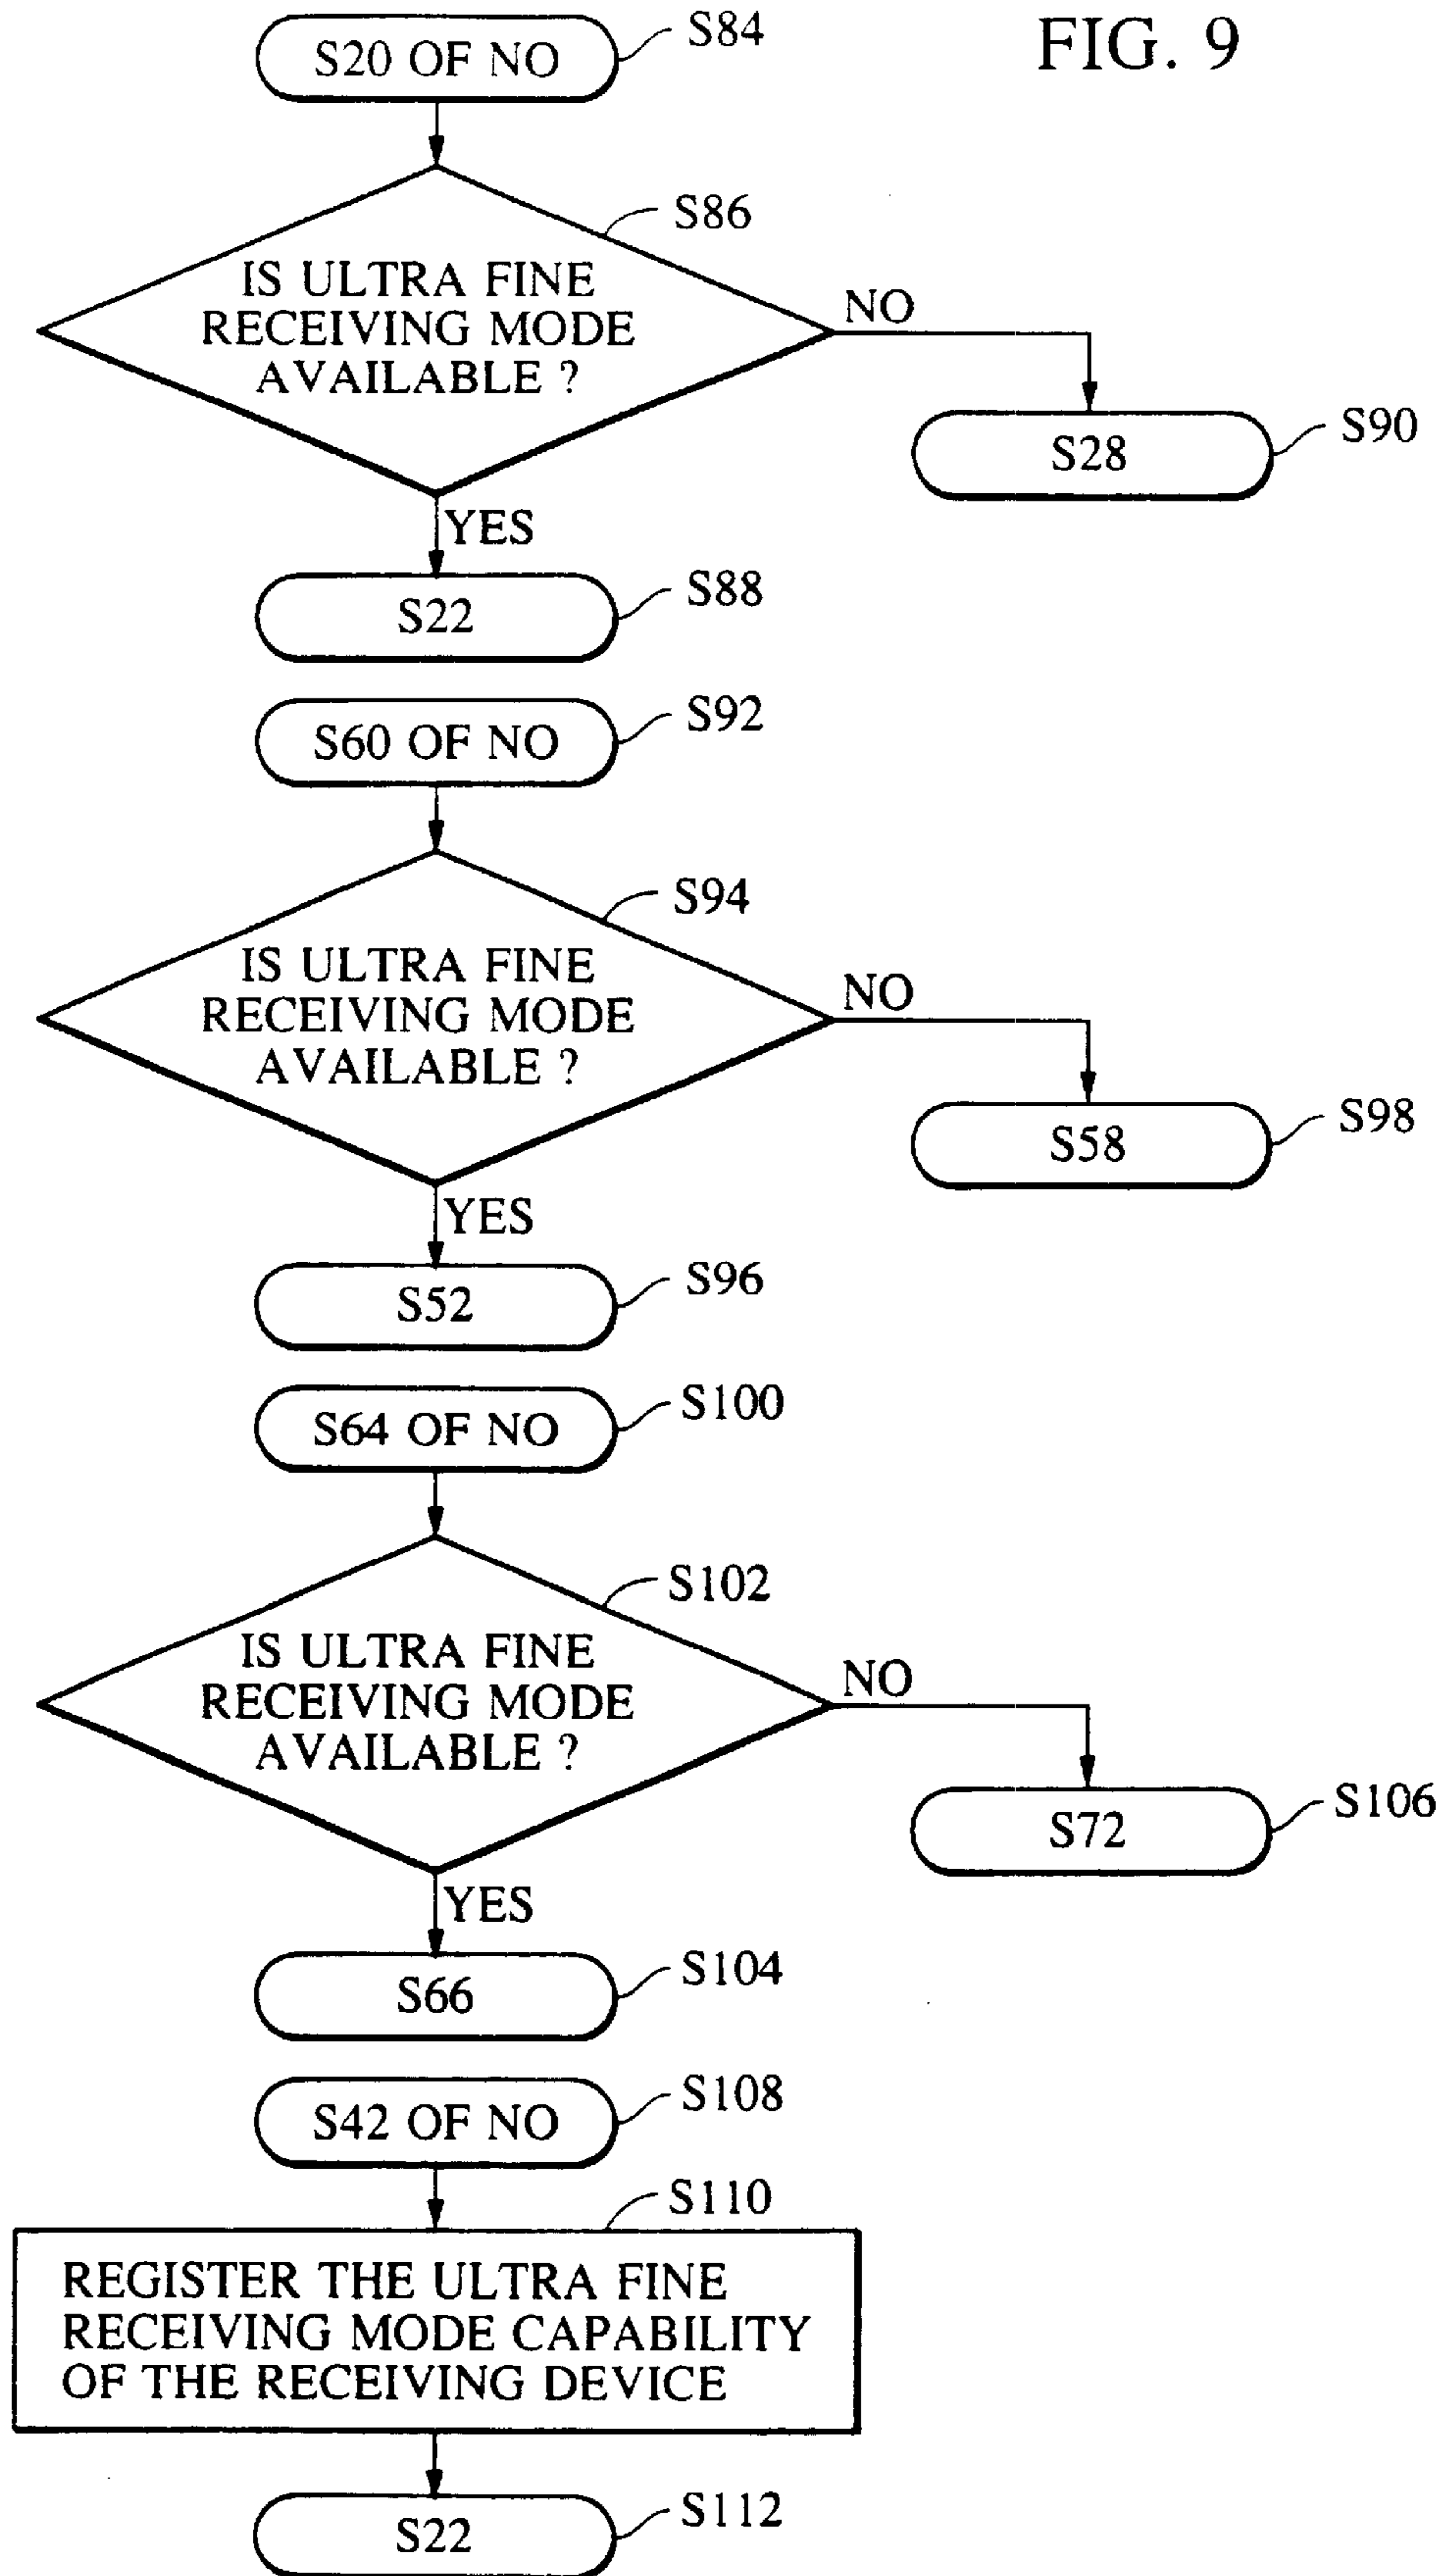 FIG. 9
S20 OF NO
S84
S86
IS ULTRA FINE
RECEIVING MODE
AVAILABLE ?
NO
S28
S90
YES
S22
S88
S60 OF NO
S92
S94
IS ULTRA FINE
RECEIVING MODE
AVAILABLE ?
NO
S58
S98
YES
S52
S96
S64 OF NO
S100
S102
IS ULTRA FINE
RECEIVING MODE
AVAILABLE ?
NO
S72
S106
YES
S66
S104
S42 OF NO
S108
S110
REGISTER THE ULTRA FINE
RECEIVING MODE CAPABILITY
OF THE RECEIVING DEVICE
S22
S112